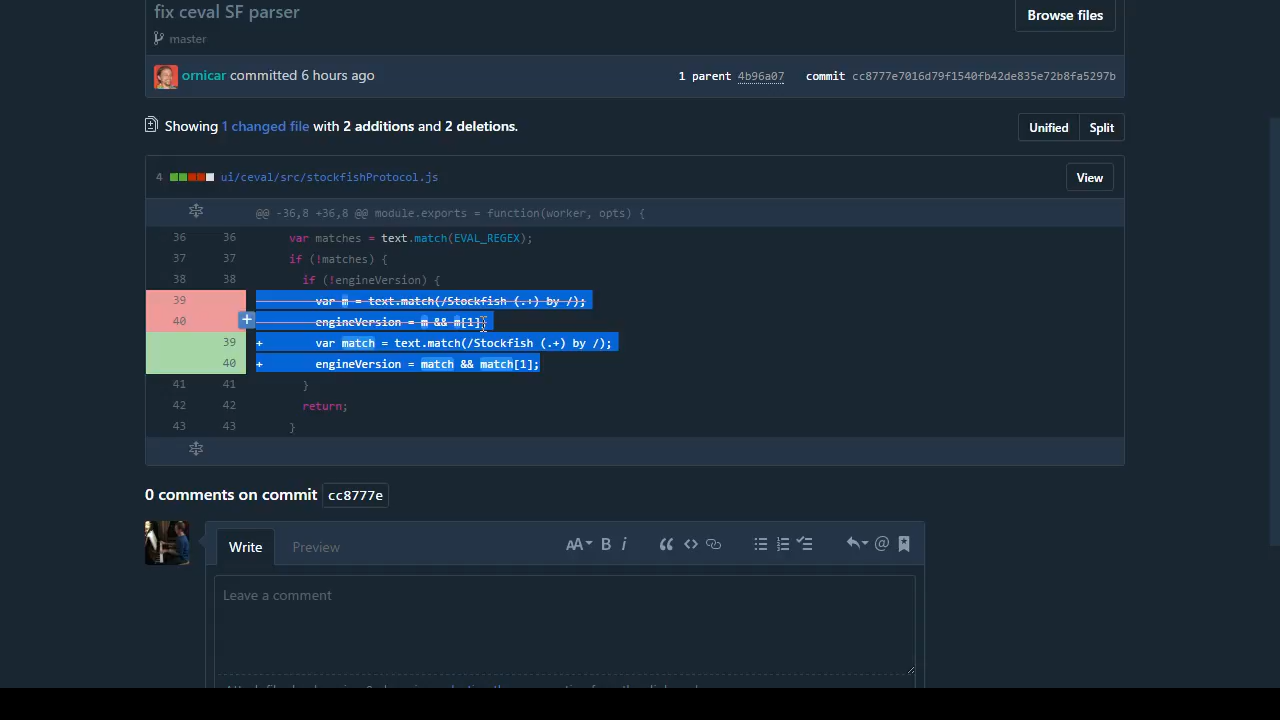 fix ceval SF parser
Browse files
master
ornicar committed 6 hours ago
1 parent 4b96a07 commit cc8777e7016d79f1540fb42de835e72b8fa5297b
Showing 1 changed file with 2 additions and 2 deletions.
Unified Split
4 ui/ceval/src/stockfishProtocol.js
View
@@ -36,8 +36,8 @@ module.exports = function(worker, opts) {
36 36 var matches = text.match(EVAL_REGEX);
37 37 if (!matches) {
38 38 if (!engineVersion) {
39 - var m = text.match(/Stockfish (.+) by /);
40 - engineVersion = m && m[1];
39 + var match = text.match(/Stockfish (.+) by /);
40 + engineVersion = match && match[1];
41 41 }
42 42 return;
43 43 }
0 comments on commit cc8777e
Write Preview
AA B i
Leave a comment